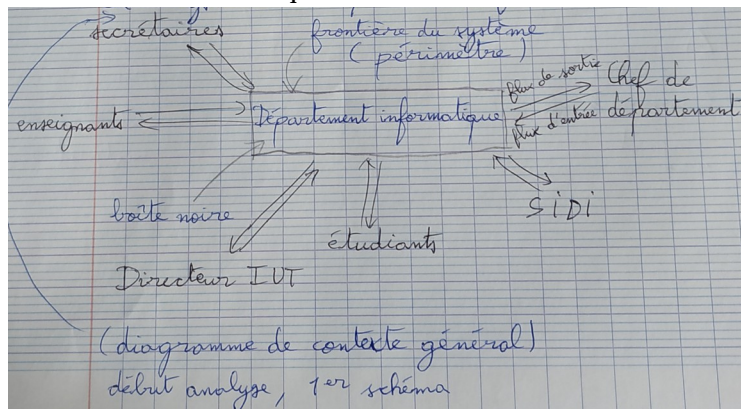 secrétaires
frontière du système
(périmètre)
flux de sortie
Chef de
département
enseignants
Département informatique
flux d'entrée
boîte noire
SiDi
étudiants
Directeur IUT
(diagramme de contexte général)
début analyse, 1er schéma